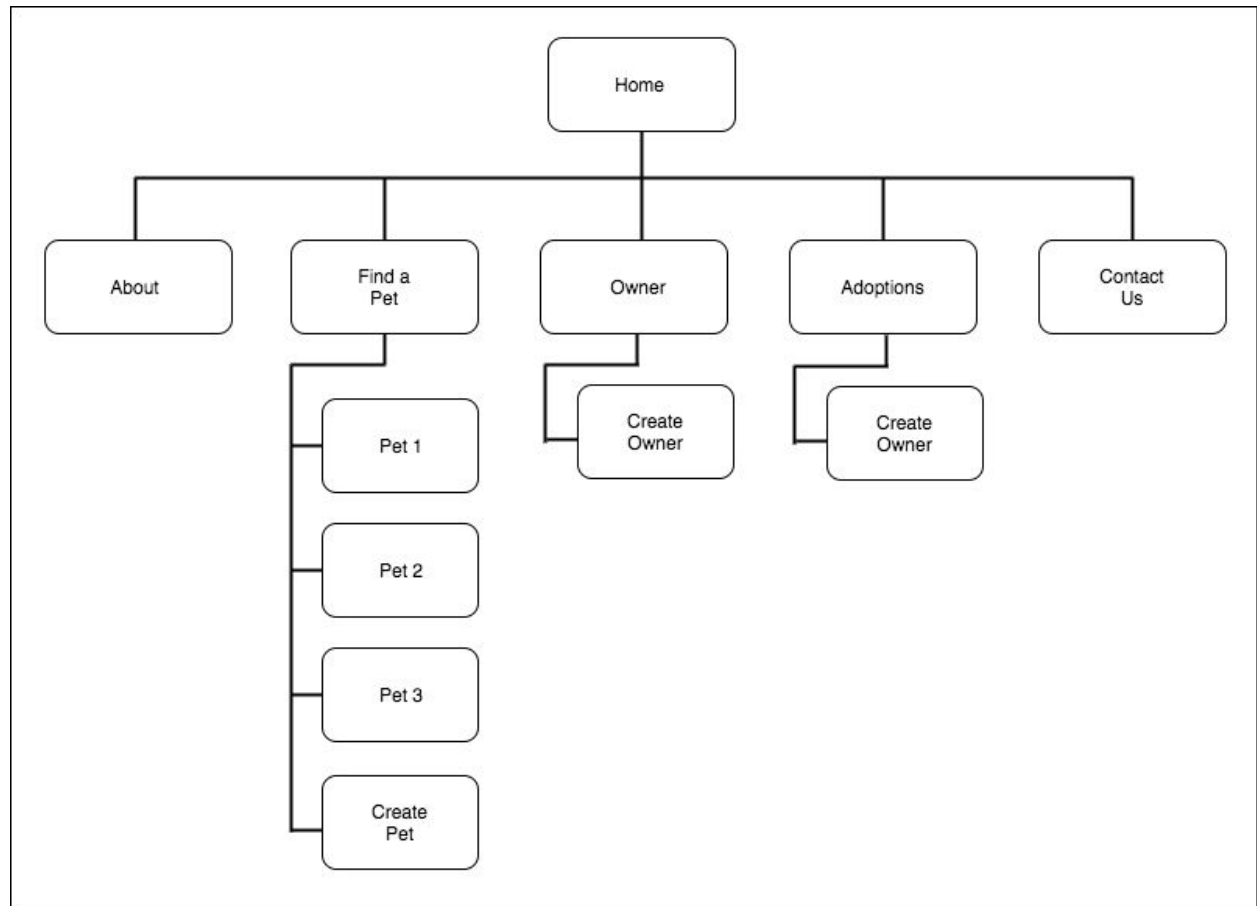 Home
About
Find a
Pet
Owner
Adoptions
Contact
Us
Pet 1
Create
Owner
Create
Owner
Pet 2
Pet 3
Create
Pet